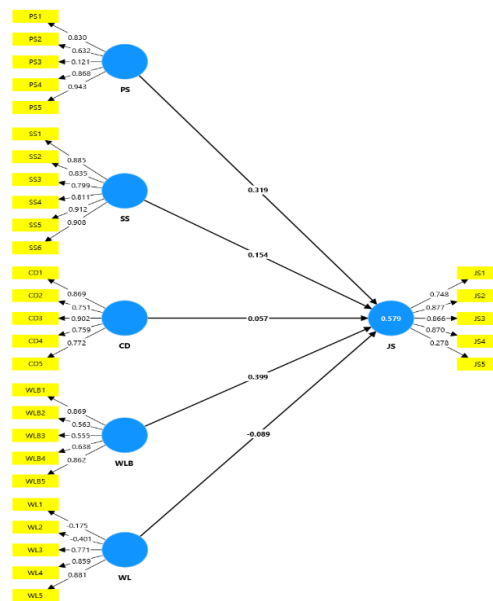 PS1
PS2
PS3
PS4
PS5
0.830
0.632
0.121
0.868
0.943
PS
SS1
SS2
SS3
SS4
SS5
SS6
0.885
0.835
0.799
0.811
0.912
0.908
SS
CO1
CO2
CO3
CO4
CO5
0.869
0.751
0.902
0.759
0.772
CD
WLB1
WLB2
WLB3
WLB4
WLB5
0.869
0.563
0.555
0.638
0.862
WLB
WL1
WL2
WL3
WL4
WL5
-0.175
-0.401
0.771
0.859
0.881
WL
0.319
0.154
0.057
0.399
-0.089
0.579
JS
0.748
0.877
0.866
0.870
0.278
JS1
JS2
JS3
JS4
JS5